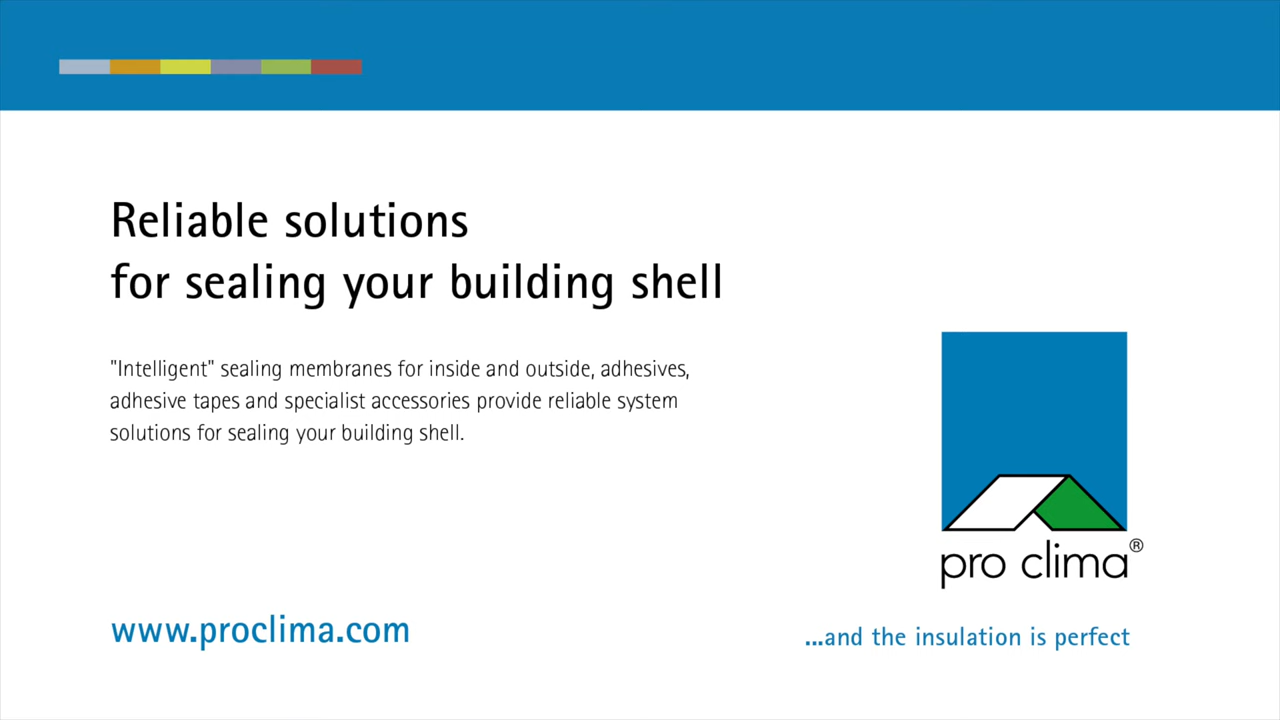 Reliable solutions
for sealing your building shell
"Intelligent" sealing membranes for inside and outside, adhesives,
adhesive tapes and specialist accessories provide reliable system
solutions for sealing your building shell.
pro clima®
www.proclima.com
...and the insulation is perfect